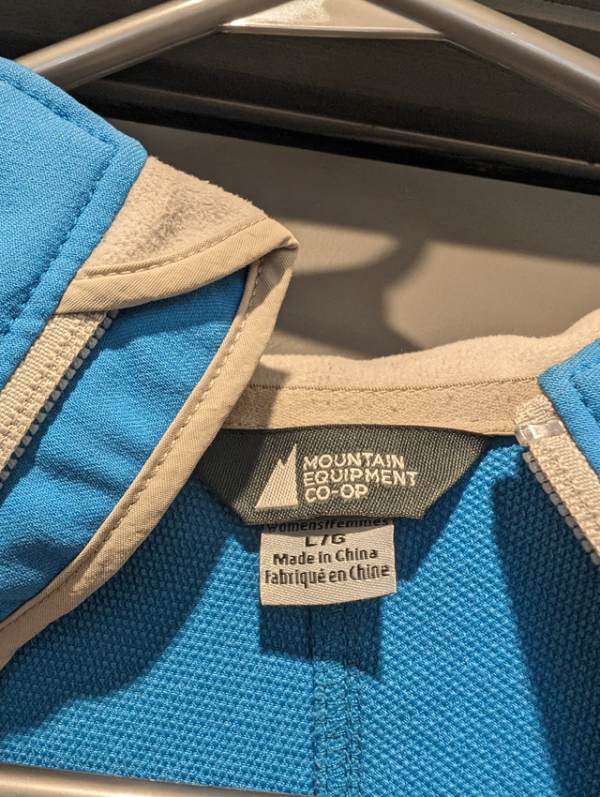 MOUNTAIN
EQUIPMENT
CO-OP
womens/femmes
L/G
Made in China
Fabriqué en Chine